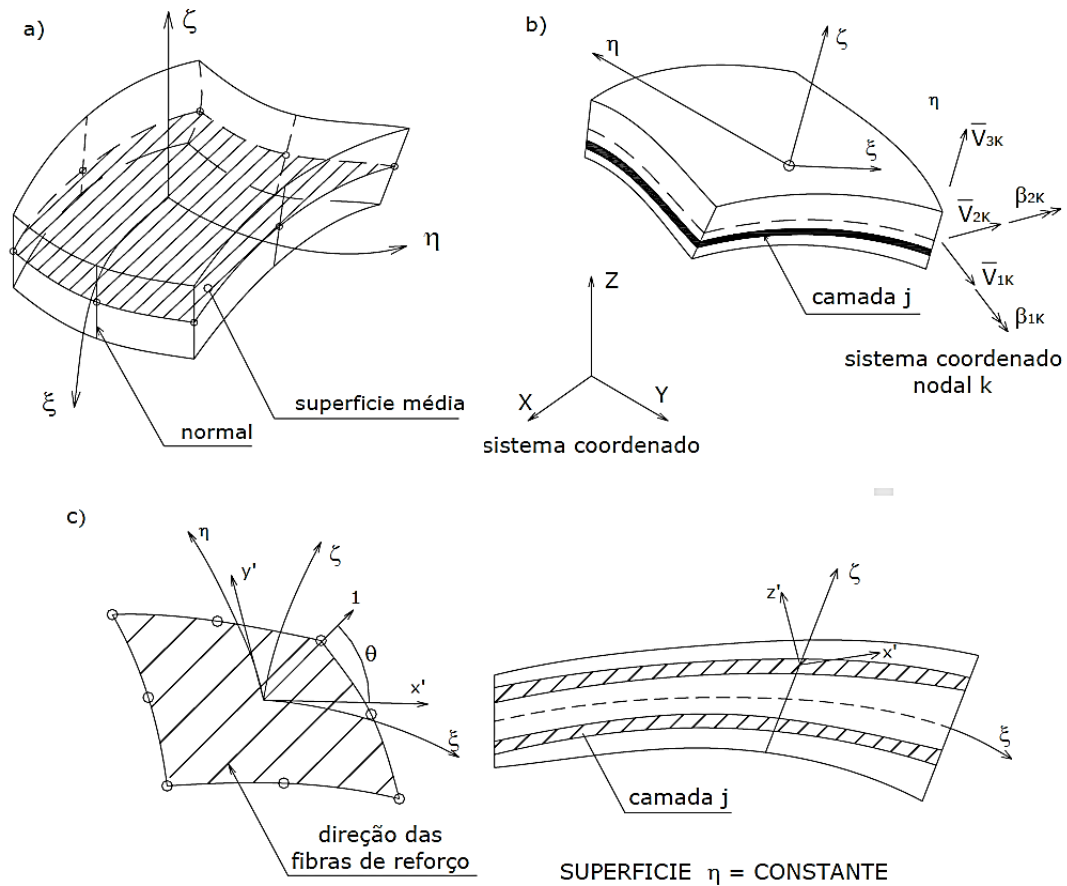 a)
ζ
η
ξ
superficie média
normal
b)
η
ζ
ξ
η
V̅3K
V̅2K
β2K
V̅1K
β1K
camada j
sistema coordenado
nodal k
Z
X
Y
sistema coordenado
c)
η
ζ
y'
1
θ
x'
ξ
direção das
fibras de reforço
ζ
z'
x'
ξ
camada j
SUPERFICIE η = CONSTANTE